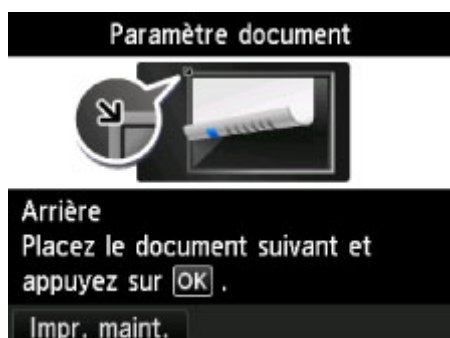 Paramètre document
Arrière
Placez le document suivant et
appuyez sur OK .
Impr. maint.